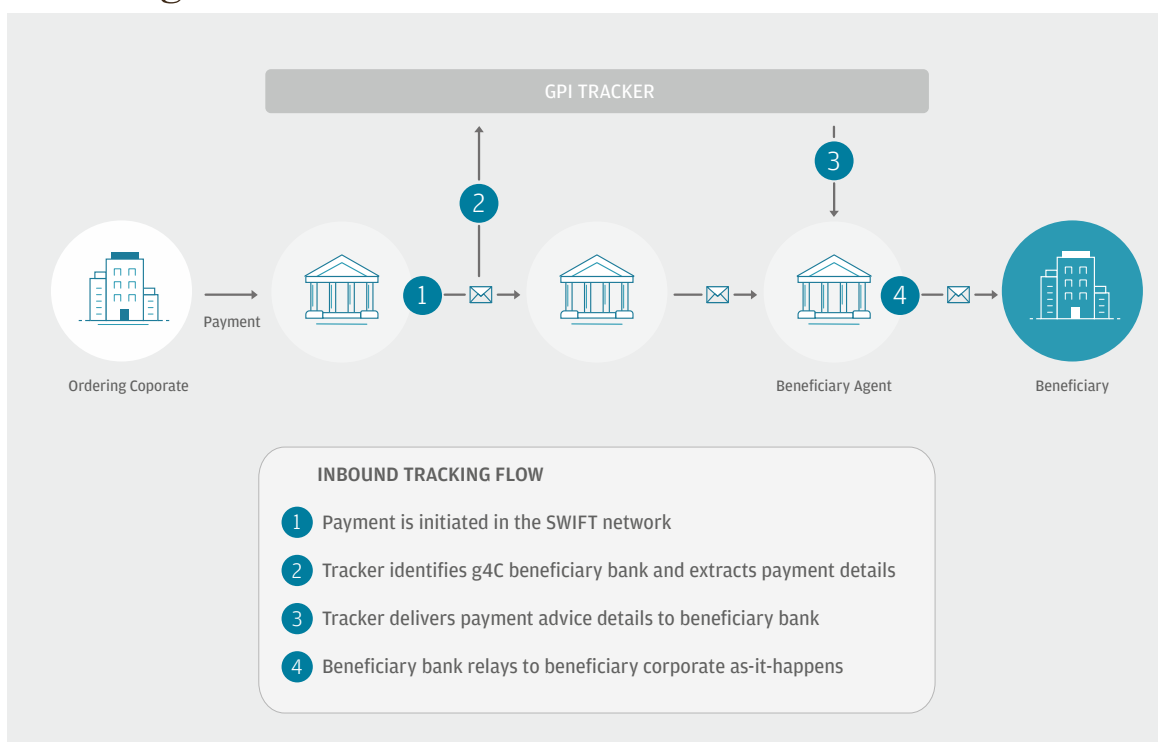 GPI TRACKER
3
2
1
4
Payment
Ordering Coporate
Beneficiary Agent
Beneficiary
INBOUND TRACKING FLOW
1 Payment is initiated in the SWIFT network
2 Tracker identifies g4C beneficiary bank and extracts payment details
3 Tracker delivers payment advice details to beneficiary bank
4 Beneficiary bank relays to beneficiary corporate as-it-happens